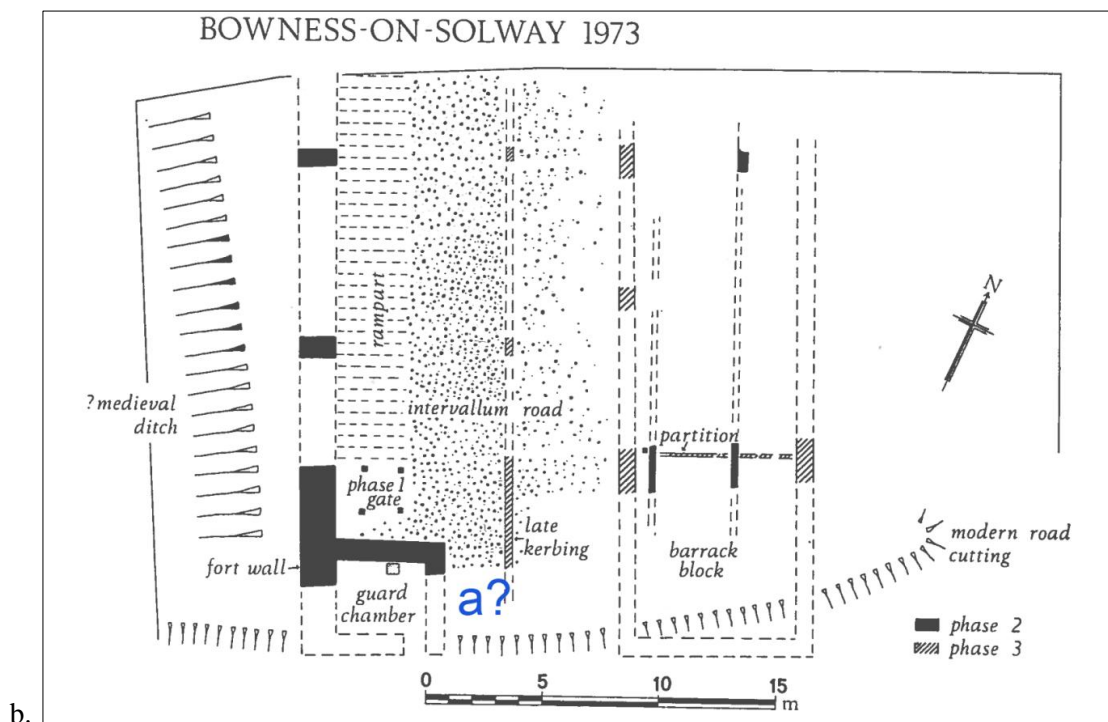 BOWNESS-ON-SOLWAY 1973
N
rampart
?medieval
ditch
intervallum road
partition
phase 1
gate
late
kerbing
modern road
cutting
fort wall
barrack
block
guard
chamber
a?
phase 2
phase 3
0 5 10 15
m
b.